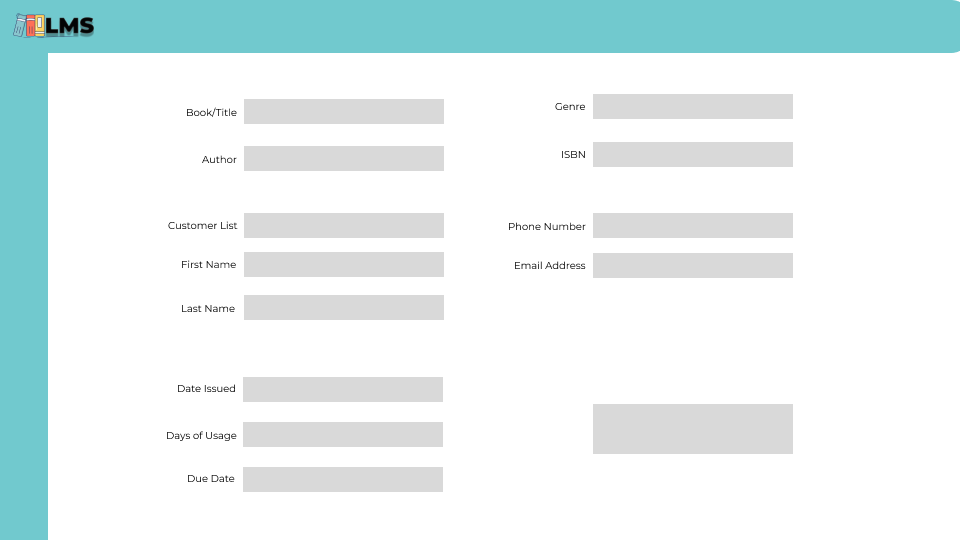 LMS
Book/Title
Genre
Author
ISBN
Customer List
Phone Number
First Name
Email Address
Last Name
Date Issued
Days of Usage
Due Date